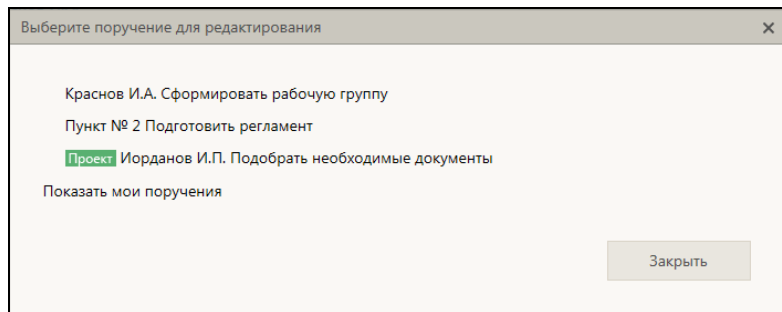 Выберите поручение для редактирования
Краснов И.А. Сформировать рабочую группу
Пункт № 2 Подготовить регламент
Проект Иорданов И.П. Подобрать необходимые документы
Показать мои поручения
Закрыть